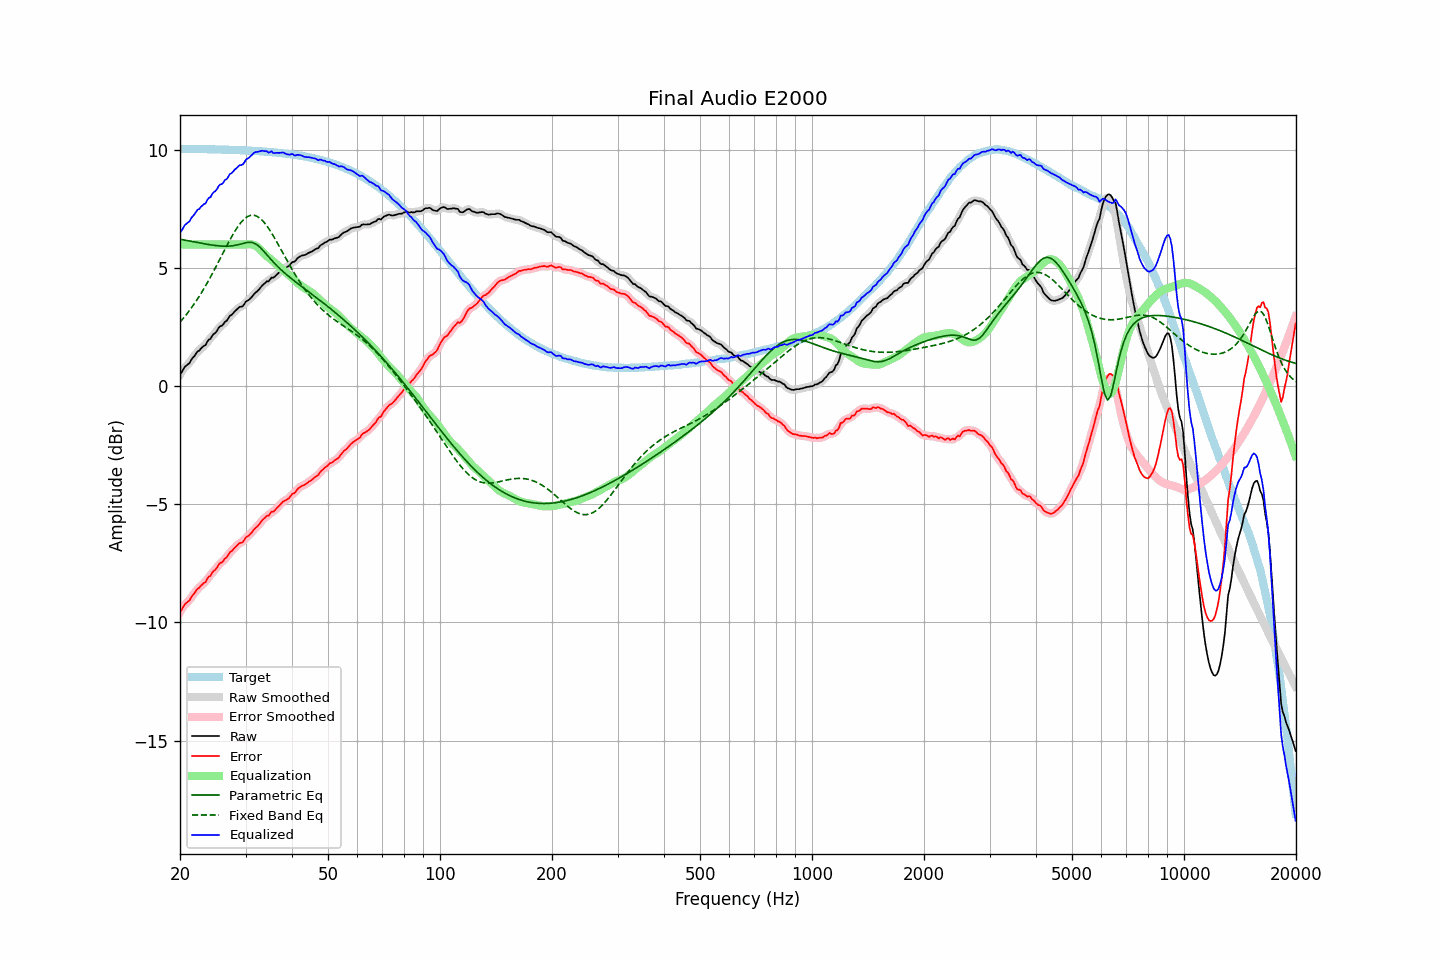 Final Audio E2000
Amplitude (dBr)
10
5
0
−5
−10
−15
Target
Raw Smoothed
Error Smoothed
Raw
Error
Equalization
Parametric Eq
Fixed Band Eq
Equalized
20 50 100 200 500 1000 2000 5000 10000 20000
Frequency (Hz)